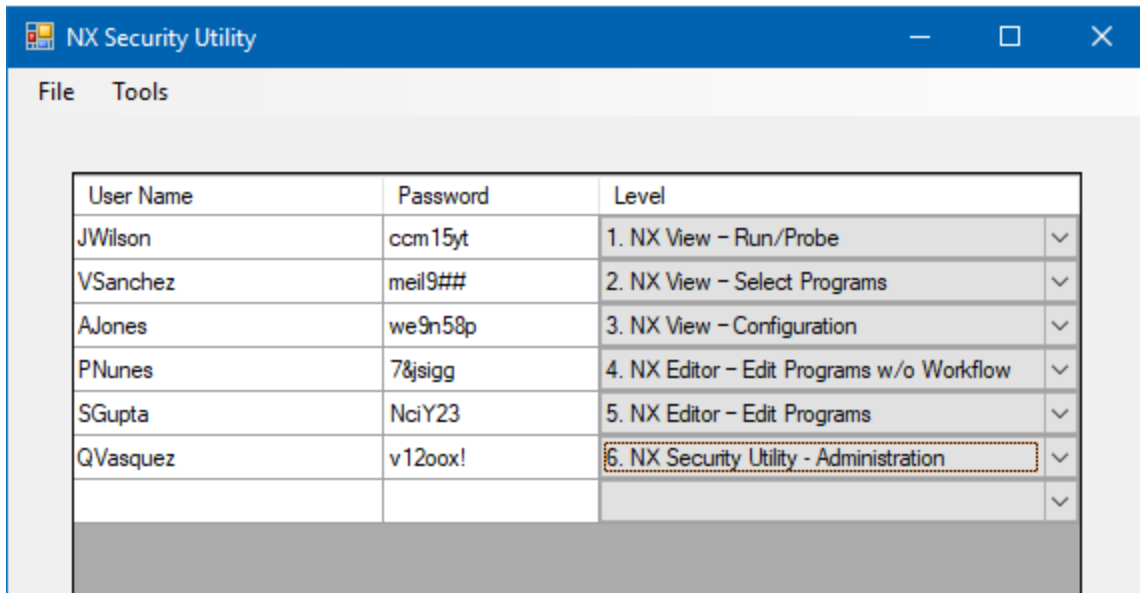 NX Security Utility
File Tools
User Name Password Level
JWilson ccm15yt 1. NX View – Run/Probe
VSanchez meil9## 2. NX View – Select Programs
AJones we9n58p 3. NX View – Configuration
PNunes 7&jsigg 4. NX Editor – Edit Programs w/o Workflow
SGupta NciY23 5. NX Editor – Edit Programs
QVasquez v12oox! 6. NX Security Utility - Administration